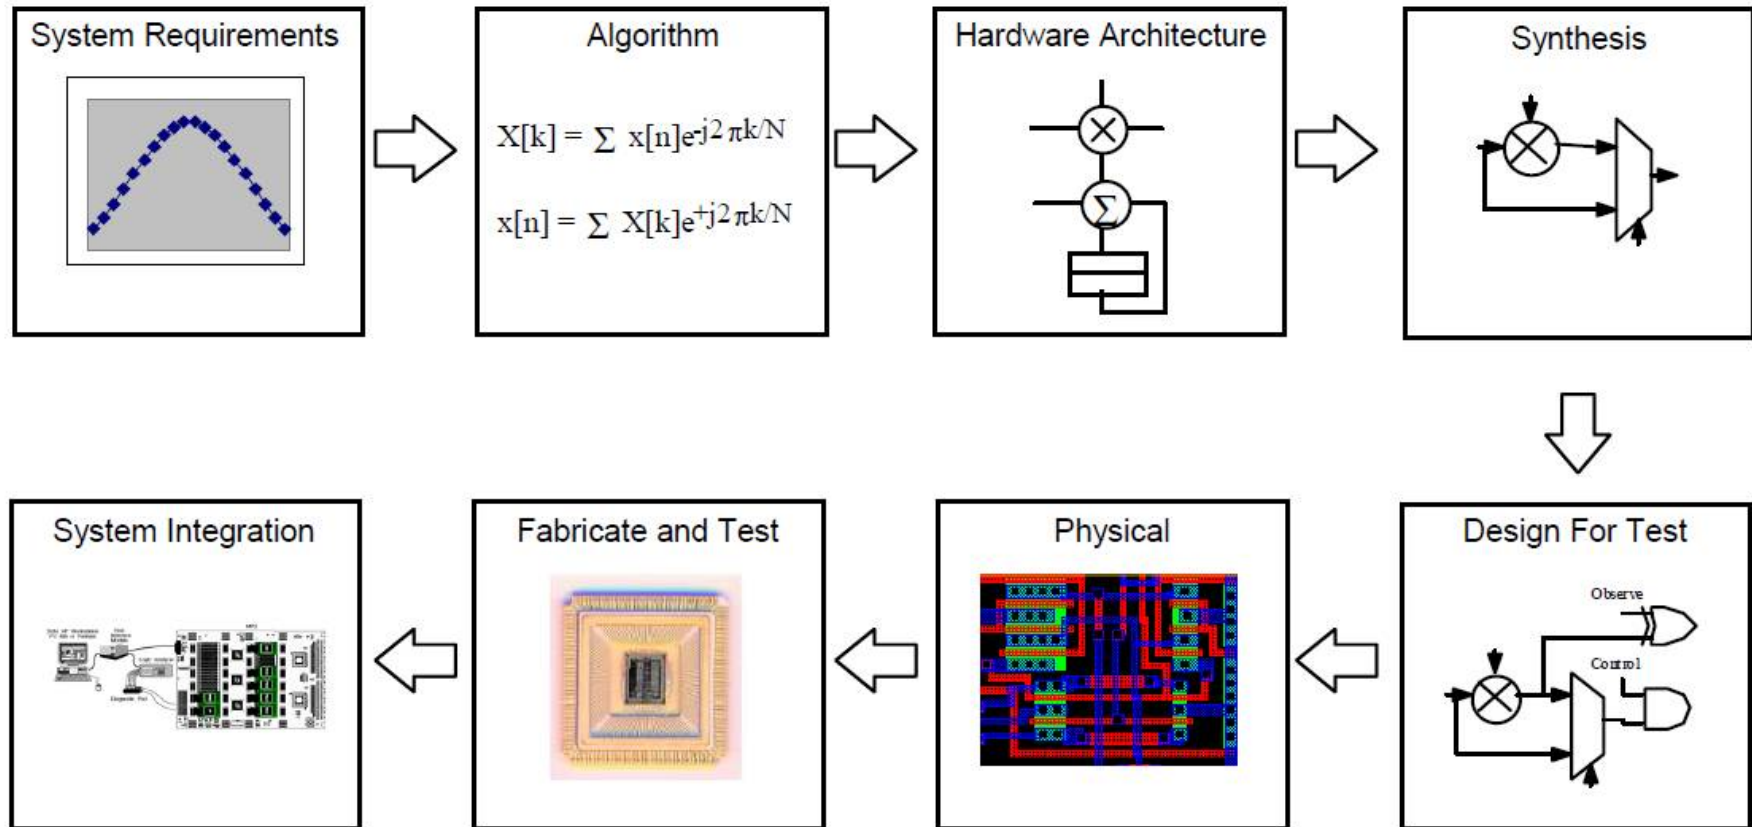 System Requirements
Algorithm
X[k] = ∑ x[n]e-j2πk/N
x[n] = ∑ X[k]e+j2πk/N
Hardware Architecture
Σ
Synthesis
System Integration
Fabricate and Test
Physical
Design For Test
Observe
Control